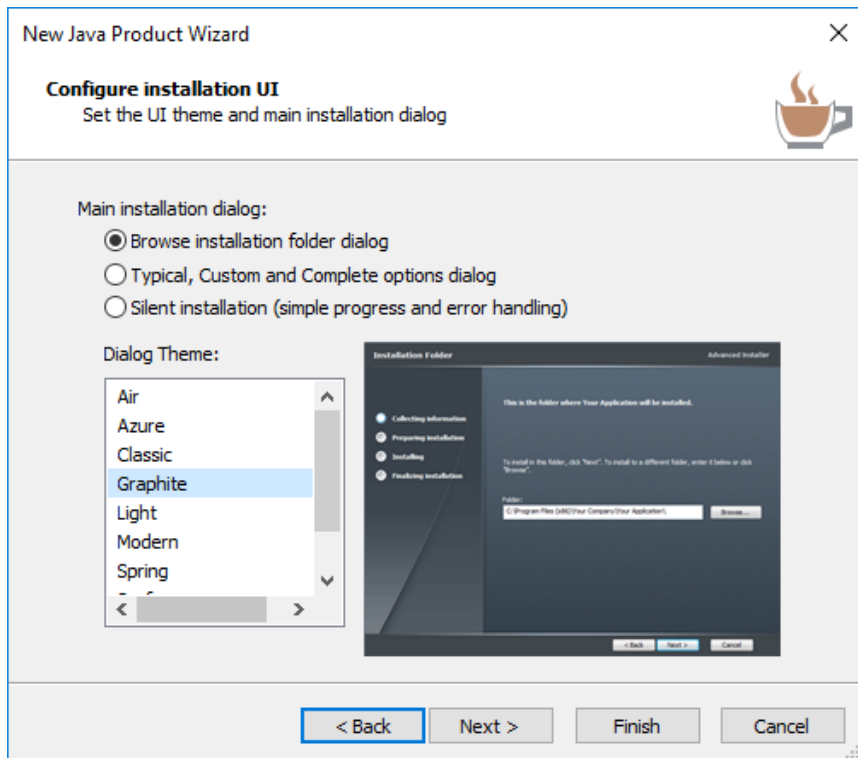 New Java Product Wizard
Configure installation UI
Set the UI theme and main installation dialog
Main installation dialog:
Browse installation folder dialog
Typical, Custom and Complete options dialog
Silent installation (simple progress and error handling)
Dialog Theme:
Air
Azure
Classic
Graphite
Light
Modern
Spring
Installation Folder
Advanced Installer
This is the folder where Your Application will be installed.
Collecting information
Preparing installation
Installing
Finalizing installation
To install in this folder, click "Next". To install to a different folder, enter it below or click
"Browse".
Folder:
C:\Program Files (x86)\Your Company\Your Application\
Browse...
< Back
Next >
Cancel
< Back
Next >
Finish
Cancel